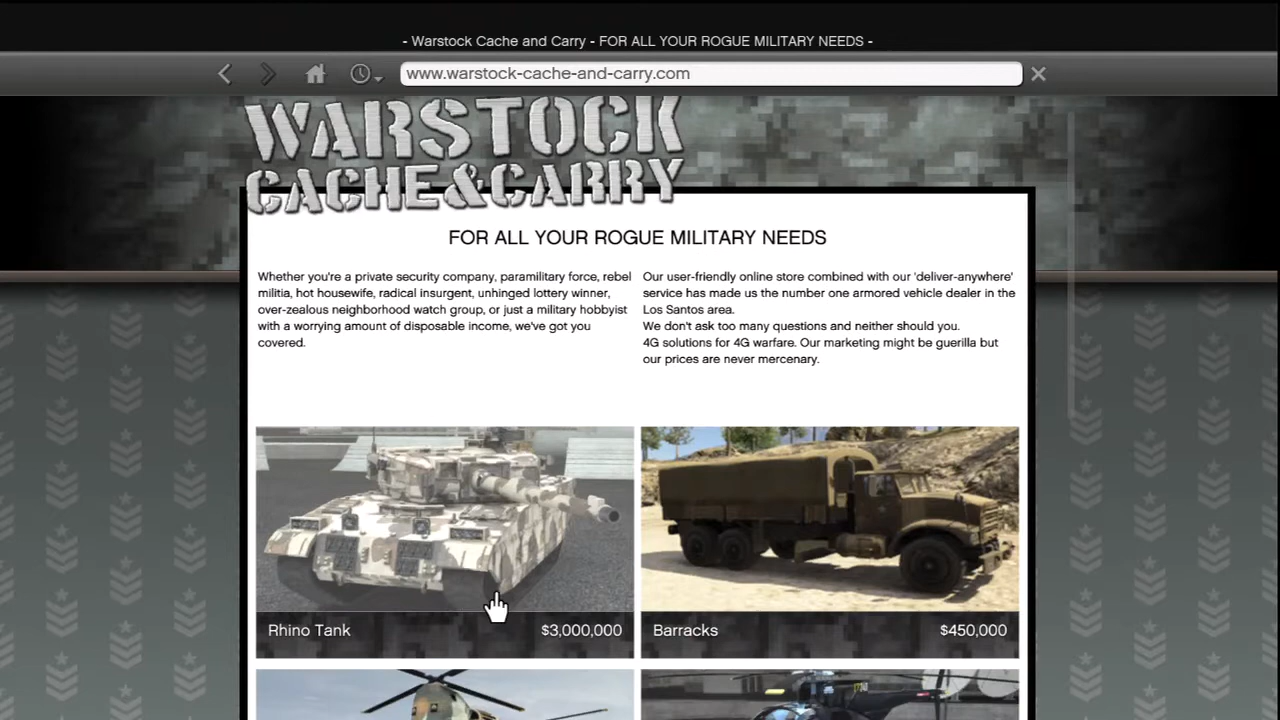 - Warstock Cache and Carry - FOR ALL YOUR ROGUE MILITARY NEEDS -
www.warstock-cache-and-carry.com
WARSTOCK
CACHE&CARRY
FOR ALL YOUR ROGUE MILITARY NEEDS
Whether you're a private security company, paramilitary force, rebel
militia, hot housewife, radical insurgent, unhinged lottery winner,
over-zealous neighborhood watch group, or just a military hobbyist
with a worrying amount of disposable income, we've got you
covered.
Our user-friendly online store combined with our 'deliver-anywhere'
service has made us the number one armored vehicle dealer in the
Los Santos area.
We don't ask too many questions and neither should you.
4G solutions for 4G warfare. Our marketing might be guerilla but
our prices are never mercenary.
Rhino Tank $3,000,000
Barracks $450,000